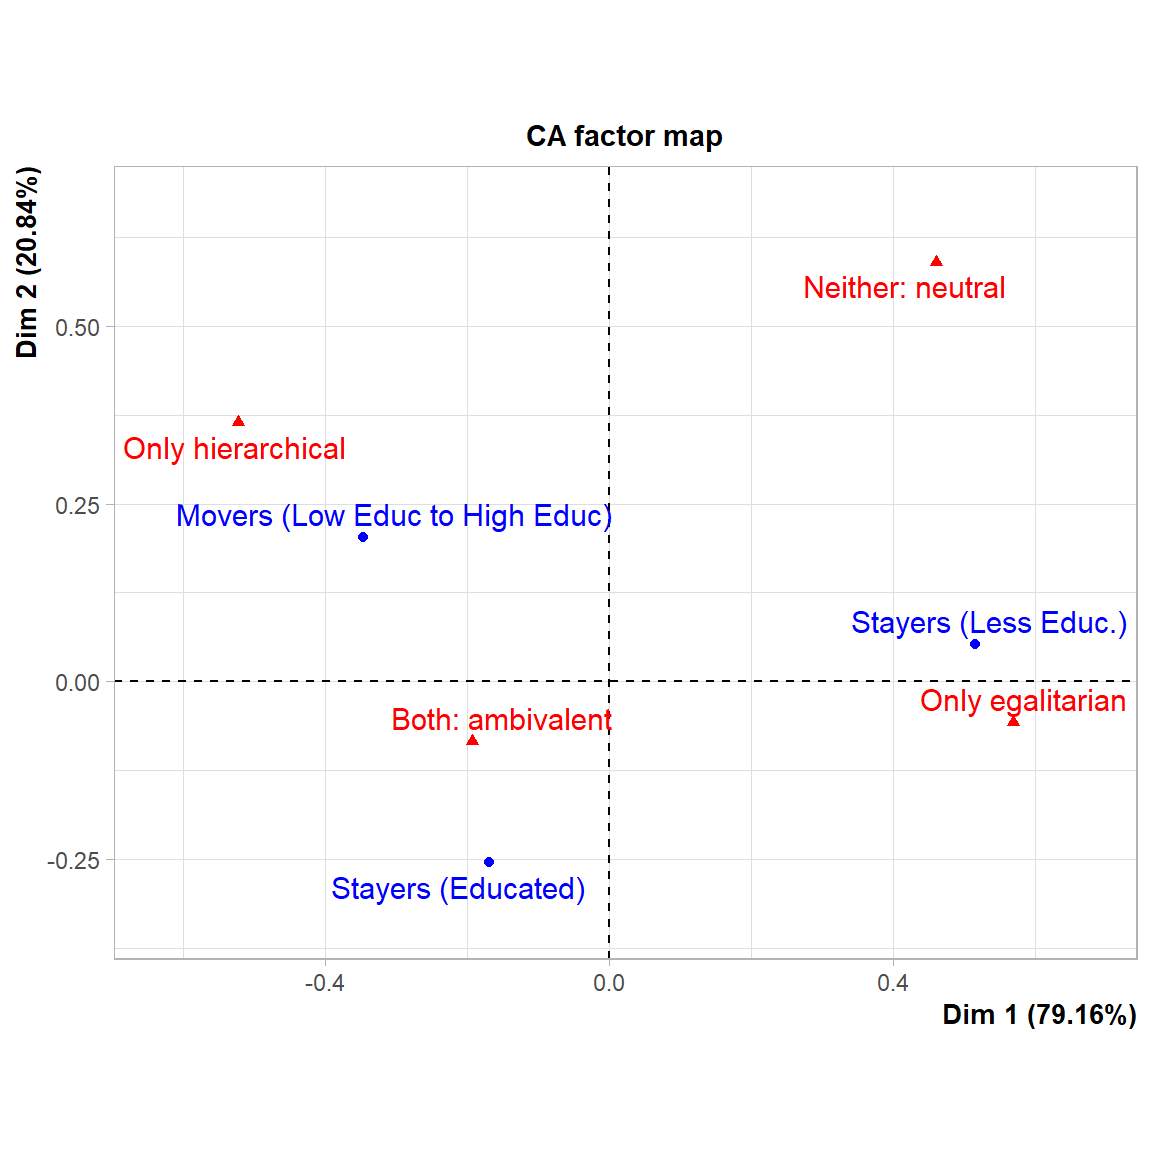 CA factor map
Dim 2 (20.84%)
Neither: neutral
0.50
Only hierarchical
0.25
Movers (Low Educ to High Educ)
Stayers (Less Educ.)
0.00
Only egalitarian
Both: ambivalent
-0.25
Stayers (Educated)
-0.4 0.0 0.4
Dim 1 (79.16%)